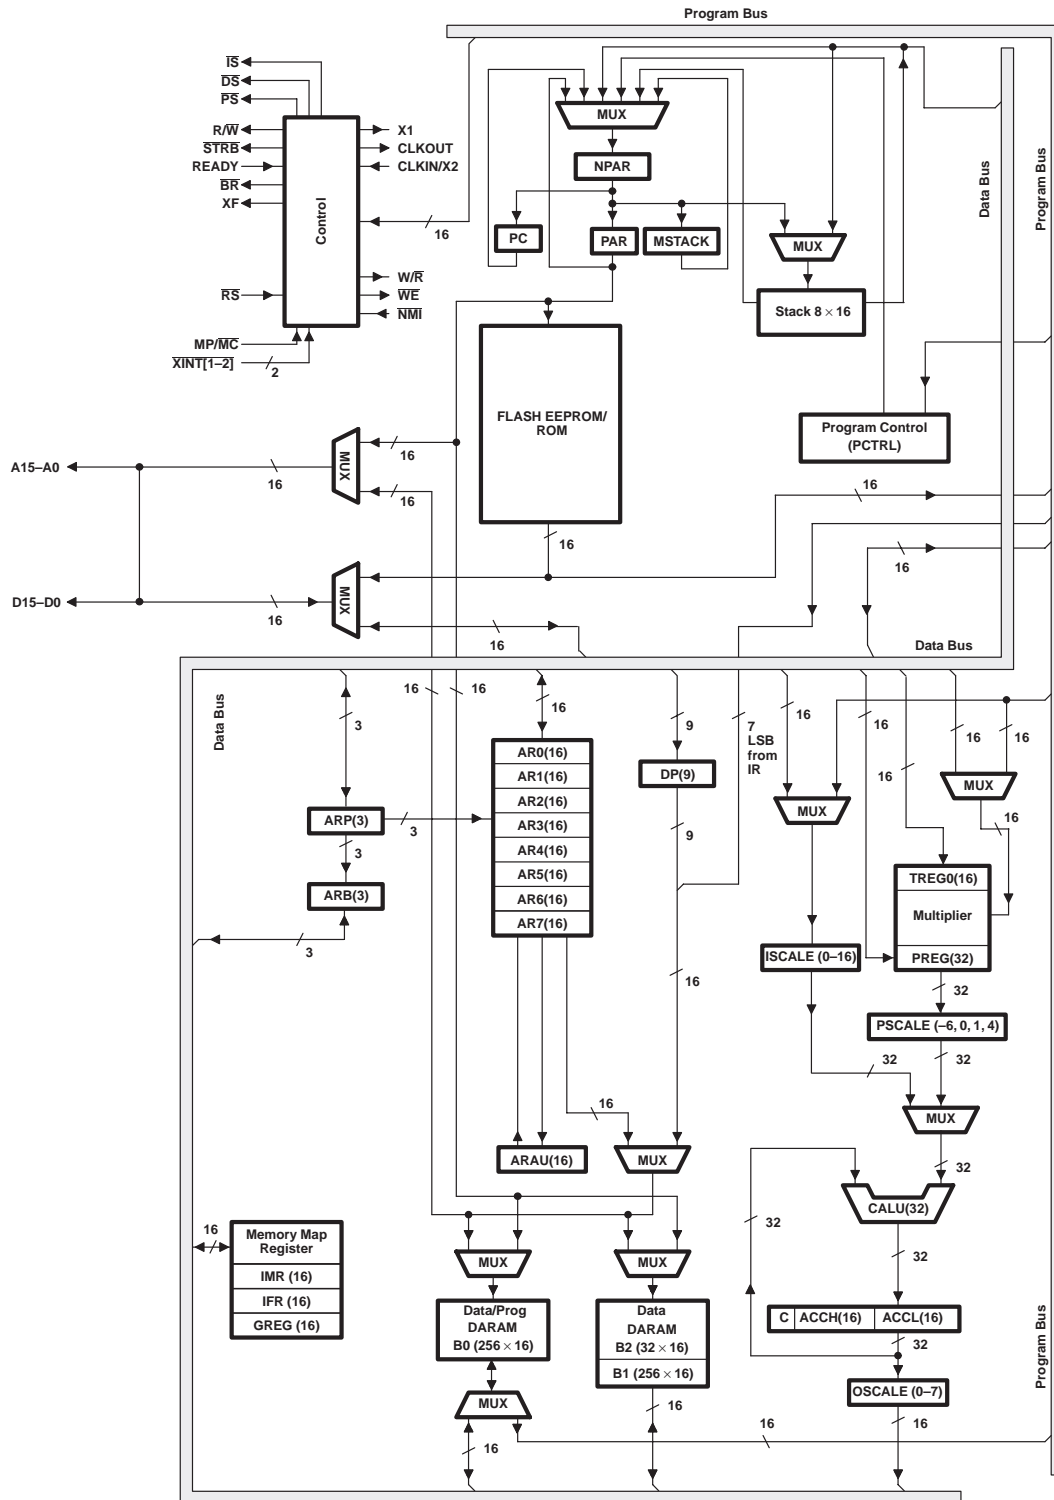 Program Bus
IS
DS
PS
R/W
STRB
READY
BR
XF
RS
MP/MC
XINT[1–2]
2
Control
X1
CLKOUT
CLKIN/X2
16
W/R
WE
NMI
MUX
NPAR
PC
PAR
MSTACK
MUX
Stack 8 × 16
Data Bus
Program Bus
FLASH EEPROM/
ROM
16
Program Control
(PCTRL)
A15–A0
16
MUX
16
16
16
D15–D0
16
MUX
16
16
Data Bus
Data Bus
3
16
16
16
9
7
LSB
from
IR
16
16
16
16
16
AR0(16)
AR1(16)
AR2(16)
AR3(16)
AR4(16)
AR5(16)
AR6(16)
AR7(16)
DP(9)
9
MUX
MUX
16
ARP(3)
3
3
ARB(3)
3
TREG0(16)
Multiplier
PREG(32)
ISCALE (0–16)
16
32
PSCALE (–6, 0, 1, 4)
32
32
MUX
32
16
ARAU(16)
MUX
CALU(32)
32
32
16
Memory Map
Register
IMR (16)
IFR (16)
GREG (16)
MUX
MUX
Data/Prog
DARAM
B0 (256 × 16)
Data
DARAM
B2 (32 × 16)
B1 (256 × 16)
C
ACCH(16)
ACCL(16)
32
OSCALE (0–7)
MUX
16
16
16
16
Program Bus